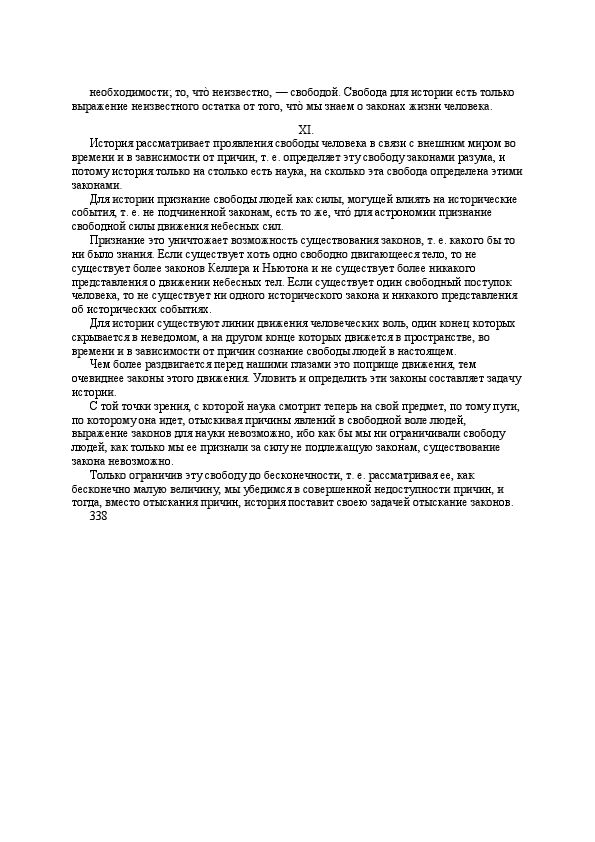 необходимости; то, что̀ неизвестно, — свободой. Свобода для истории есть только
выражение неизвестного остатка от того, что̀ мы знаем о законах жизни человека.
XI.
История рассматривает проявления свободы человека в связи с внешним миром во
времени и в зависимости от причин, т. е. определяет эту свободу законами разума, и
потому история только на столько есть наука, на сколько эта свобода определена этими
законами.
Для истории признание свободы людей как силы, могущей влиять на исторические
события, т. е. не подчиненной законам, есть то же, что́ для астрономии признание
свободной силы движения небесных сил.
Признание это уничтожает возможность существования законов, т. е. какого бы то
ни было знания. Если существует хоть одно свободно двигающееся тело, то не
существует более законов Келлера и Ньютона и не существует более никакого
представления о движении небесных тел. Если существует один свободный поступок
человека, то не существует ни одного исторического закона и никакого представления
об исторических событиях.
Для истории существуют линии движения человеческих воль, один конец которых
скрывается в неведомом, а на другом конце которых движется в пространстве, во
времени и в зависимости от причин сознание свободы людей в настоящем.
Чем более раздвигается перед нашими глазами это поприще движения, тем
очевиднее законы этого движения. Уловить и определить эти законы составляет задачу
истории.
С той точки зрения, с которой наука смотрит теперь на свой предмет, по тому пути,
по которому она идет, отыскивая причины явлений в свободной воле людей,
выражение законов для науки невозможно, ибо как бы мы ни ограничивали свободу
людей, как только мы ее признали за силу не подлежащую законам, существование
закона невозможно.
Только ограничив эту свободу до бесконечности, т. е. рассматривая ее, как
бесконечно малую величину, мы убедимся в совершенной недоступности причин, и
тогда, вместо отыскания причин, история поставит своею задачей отыскание законов.
338